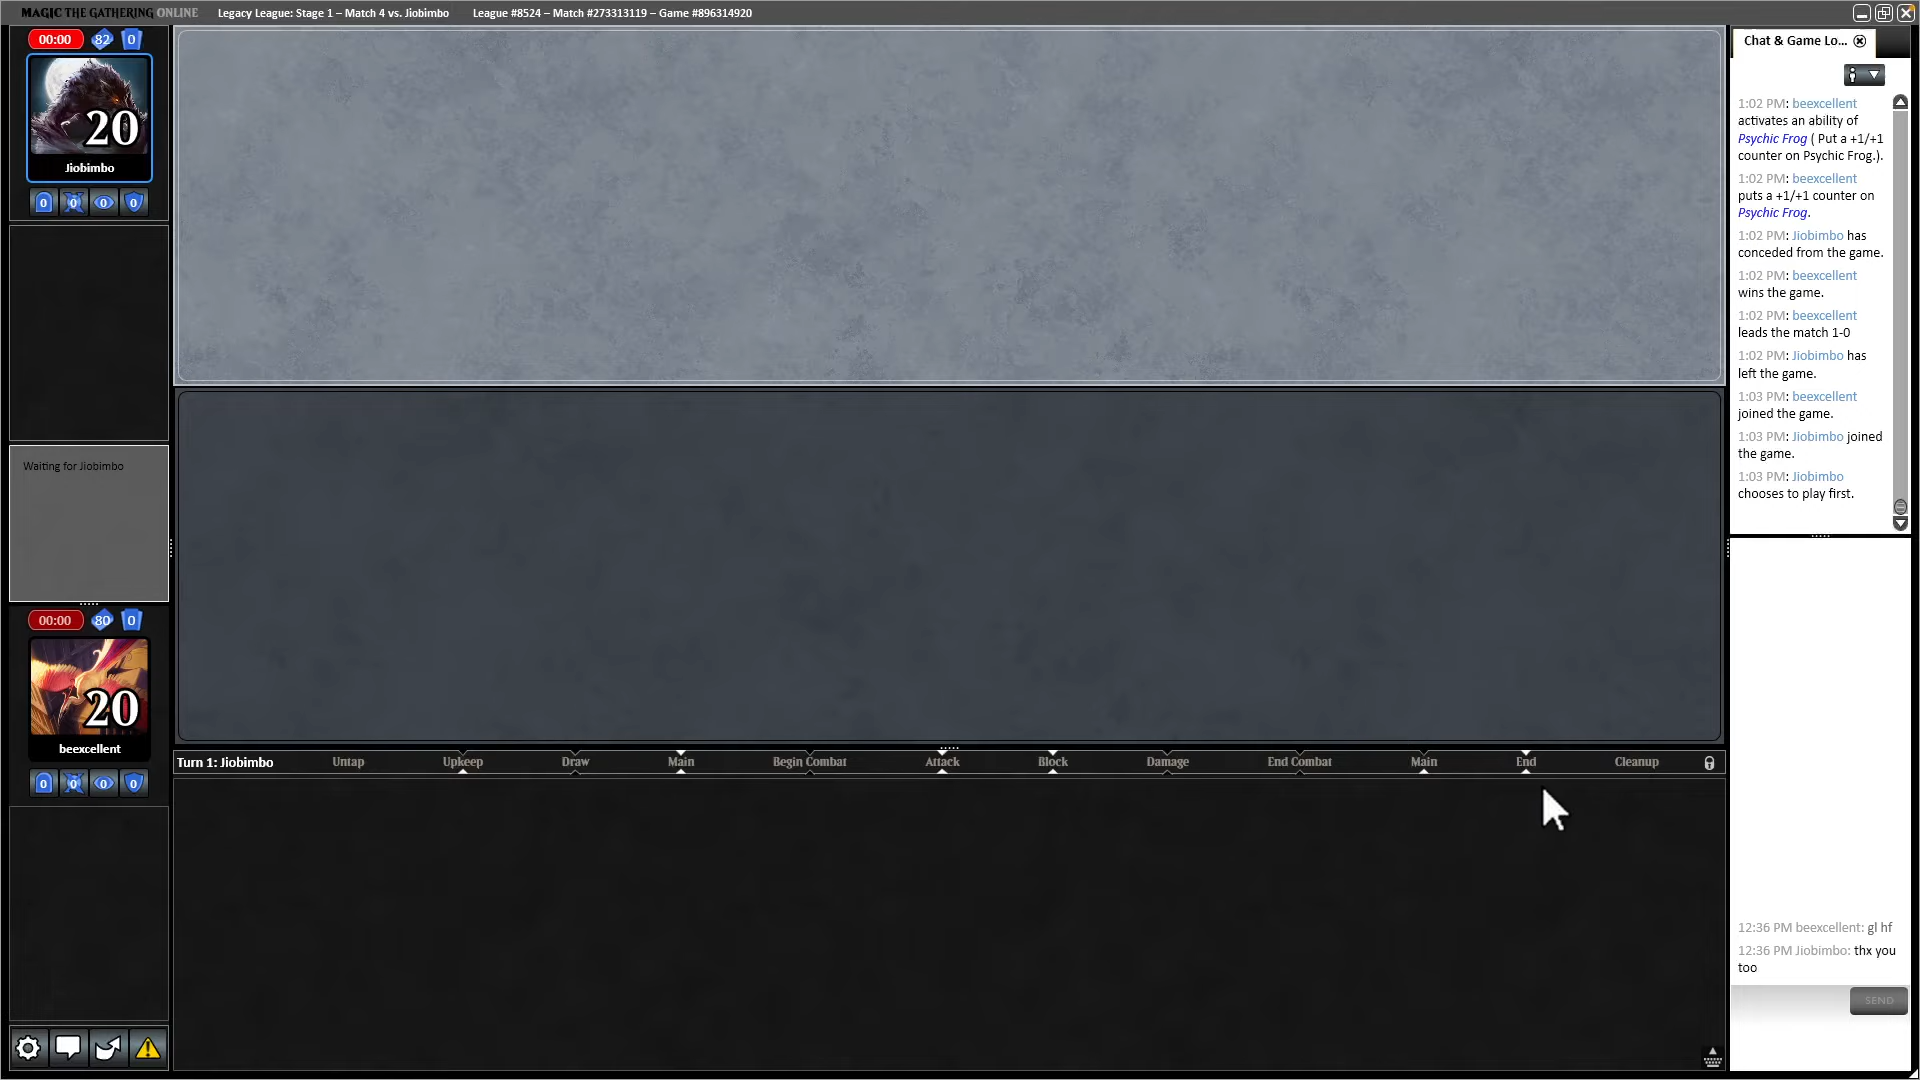 MAGIC THE GATHERING ONLINE
Legacy League: Stage 1 – Match 4 vs. Jiobimbo
League #8524 – Match #273313119 – Game #896314920
00:00
82
0
20
Jiobimbo
0
0
0
0
Waiting for Jiobimbo
00:00
80
0
20
beexcellent
0
0
0
0
Turn 1: Jiobimbo
Untap
Upkeep
Draw
Main
Begin Combat
Attack
Block
Damage
End Combat
Main
End
Cleanup
Chat & Game Lo...
1:02 PM: beexcellent
activates an ability of
Psychic Frog ( Put a +1/+1
counter on Psychic Frog.).
1:02 PM: beexcellent
puts a +1/+1 counter on
Psychic Frog.
1:02 PM: Jiobimbo has
conceded from the game.
1:02 PM: beexcellent
wins the game.
1:02 PM: beexcellent
leads the match 1-0
1:02 PM: Jiobimbo has
left the game.
1:03 PM: beexcellent
joined the game.
1:03 PM: Jiobimbo joined
the game.
1:03 PM: Jiobimbo
chooses to play first.
12:36 PM beexcellent: gl hf
12:36 PM Jiobimbo: thx you
too
SEND